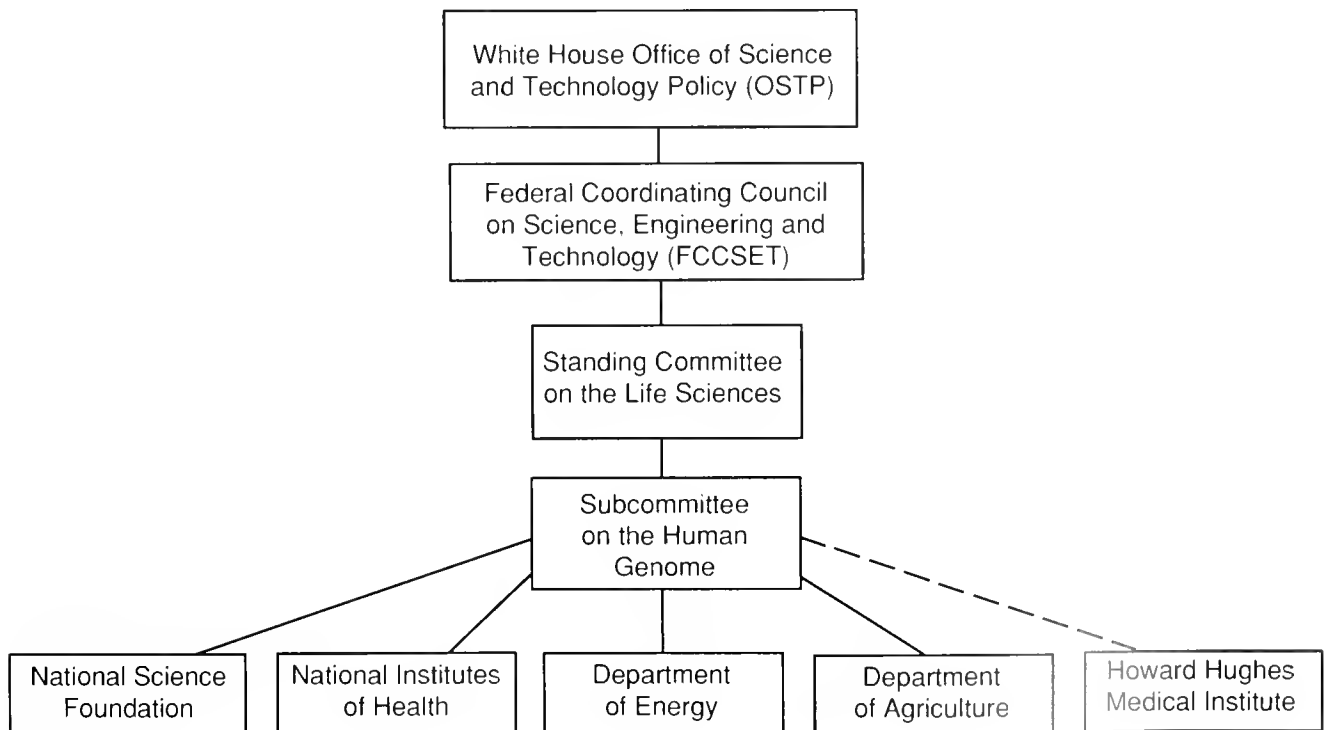 White House Office of Science
and Technology Policy (OSTP)
Federal Coordinating Council
on Science, Engineering and
Technology (FCCSET)
Standing Committee
on the Life Sciences
Subcommittee
on the Human
Genome
National Science
Foundation
National Institutes
of Health
Department
of Energy
Department
of Agriculture
Howard Hughes
Medical Institute